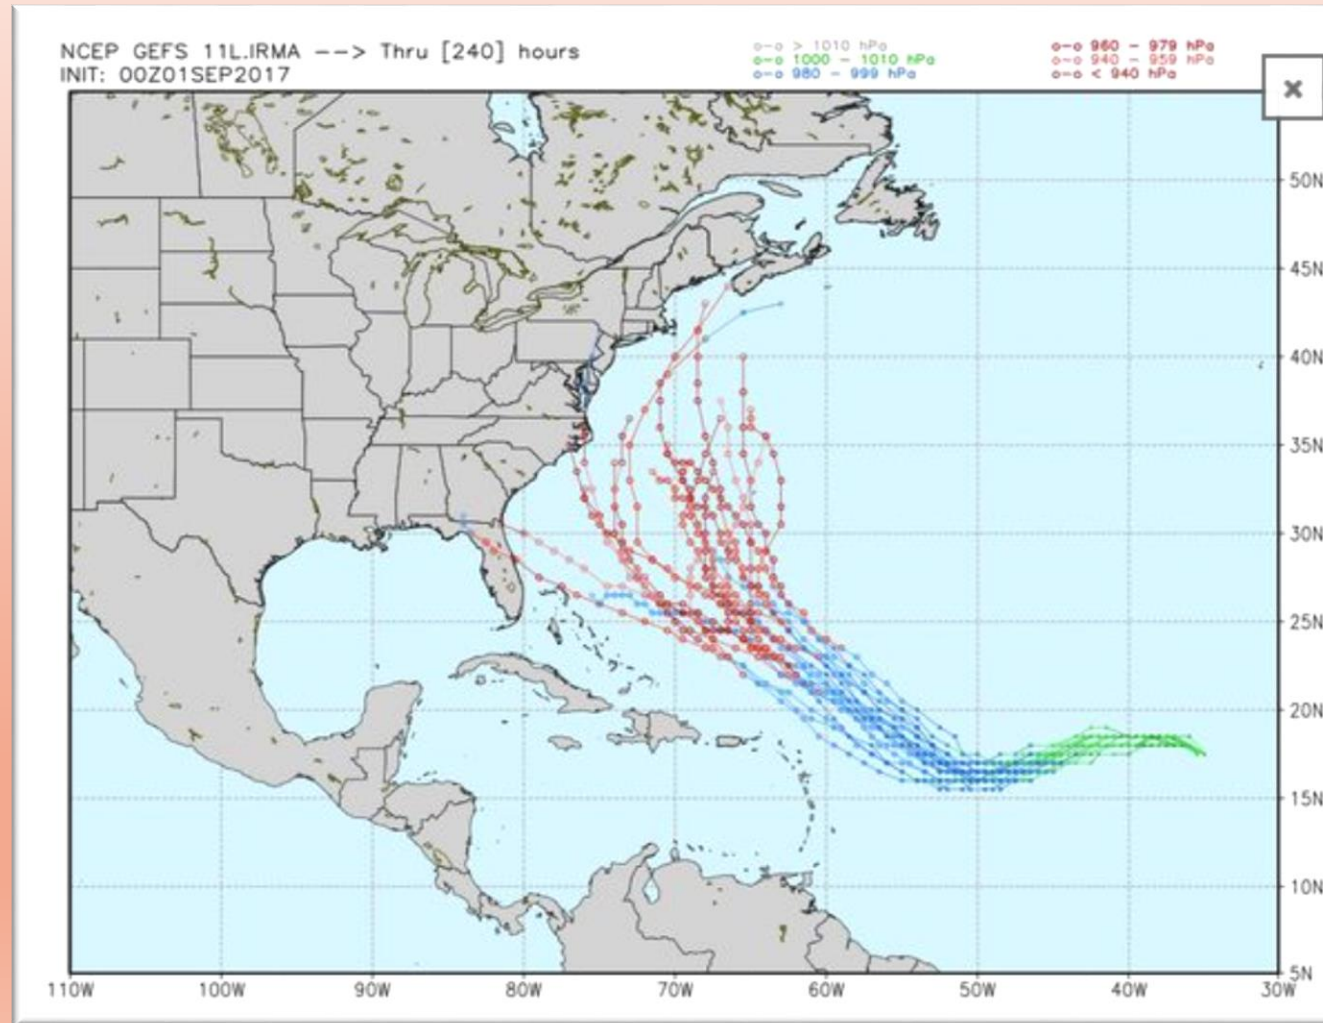 NCEP GEFS 11L.IRMA --> Thru [240] hours
INIT: 00Z01SEP2017
> 1010 hPa
1000 - 1010 hPa
980 - 999 hPa
960 - 979 hPa
940 - 959 hPa
< 940 hPa
50N
45N
40N
35N
30N
25N
20N
15N
10N
5N
110W 100W 90W 80W 70W 60W 50W 40W 30W